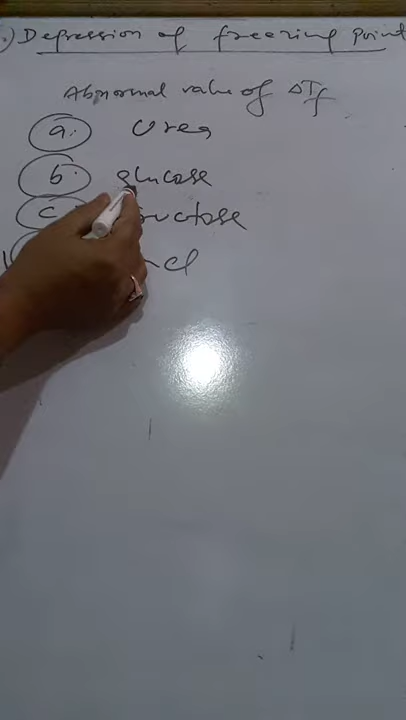 .) Depression of freezing point
Abnormal value of ΔTf
a. Urea
b. glucose
c